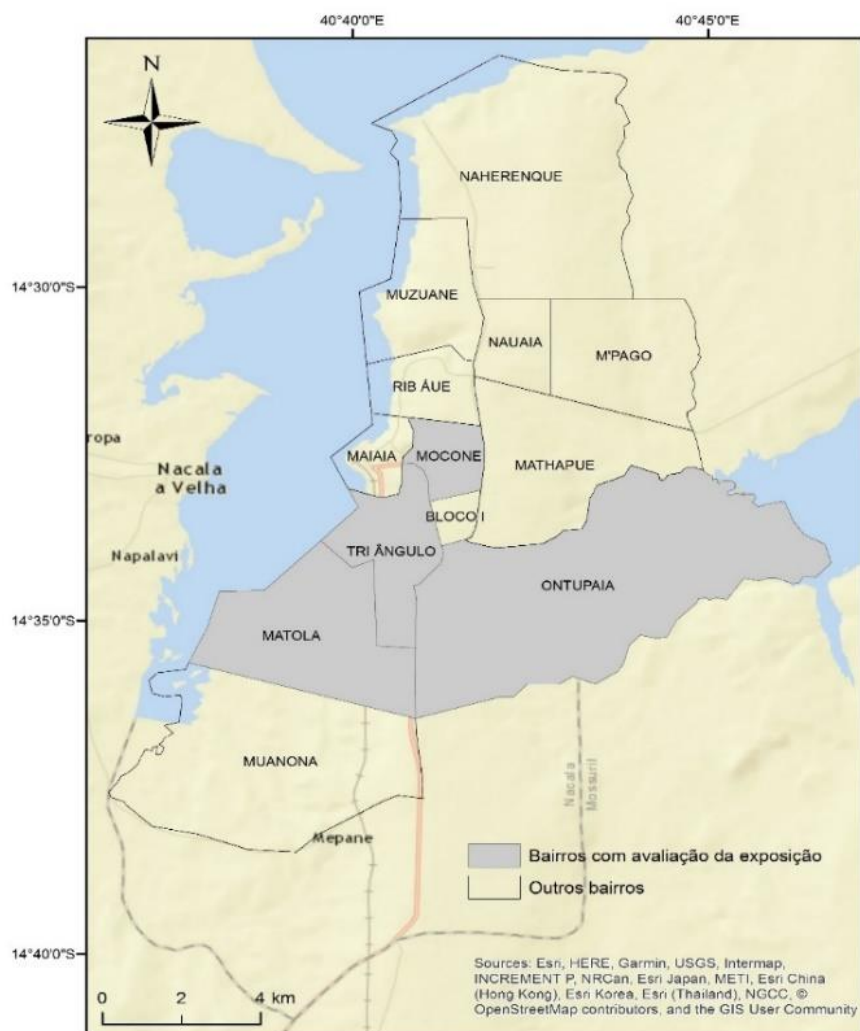 40°40'0"E
40°45'0"E
N
NAHERENQUE
14°30'0"S
MUZUANE
NAUAIA
M'PAGO
RIB ÁUE
ropa
MAIAIA
MOCONE
MATHAPUE
Nacala
a Velha
BLOCO I
TRI ÂNGULO
Napalavi
ONTUPAIA
14°35'0"S
MATOLA
MUANONA
Nacala
Mossuril
Mepane
Bairros com avaliação da exposição
Outros bairros
14°40'0"S
Sources: Esri, HERE, Garmin, USGS, Intermap,
INCREMENT P, NRCan, Esri Japan, METI, Esri China
(Hong Kong), Esri Korea, Esri (Thailand), NGCC, ©
OpenStreetMap contributors, and the GIS User Community
0 2 4 km